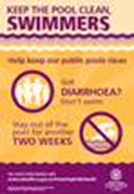 KEEP THE POOL CLEAN,
SWIMMERS
Help keep our public pools clean
Got
DIARRHOEA?
Don't swim
Stay out of the
pool for another
TWO WEEKS